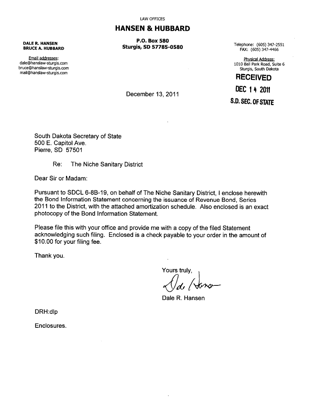 LAW OFFICES
HANSEN & HUBBARD
P.O. Box 580
Sturgis, SD 57785-0580
DALE R. HANSEN
BRUCE A. HUBBARD
Email addresses:
dale@hanslaw-sturgis.com
bruce@hanslaw-sturgis.com
mail@hanslaw-sturgis.com
Telephone: (605) 347-2551
FAX: (605) 347-4466
Physical Address:
1010 Ball Park Road, Suite 6
Sturgis, South Dakota
RECEIVED
DEC 14 2011
S.D. SEC. OF STATE
December 13, 2011
South Dakota Secretary of State
500 E. Capitol Ave.
Pierre, SD 57501
Re: The Niche Sanitary District
Dear Sir or Madam:
Pursuant to SDCL 6-8B-19, on behalf of The Niche Sanitary District, I enclose herewith
the Bond Information Statement concerning the issuance of Revenue Bond, Series
2011 to the District, with the attached amortization schedule. Also enclosed is an exact
photocopy of the Bond Information Statement.
Please file this with your office and provide me with a copy of the filed Statement
acknowledging such filing. Enclosed is a check payable to your order in the amount of
$10.00 for your filing fee.
Thank you.
Yours truly,
Dale R. Hansen
DRH:dlp
Enclosures.